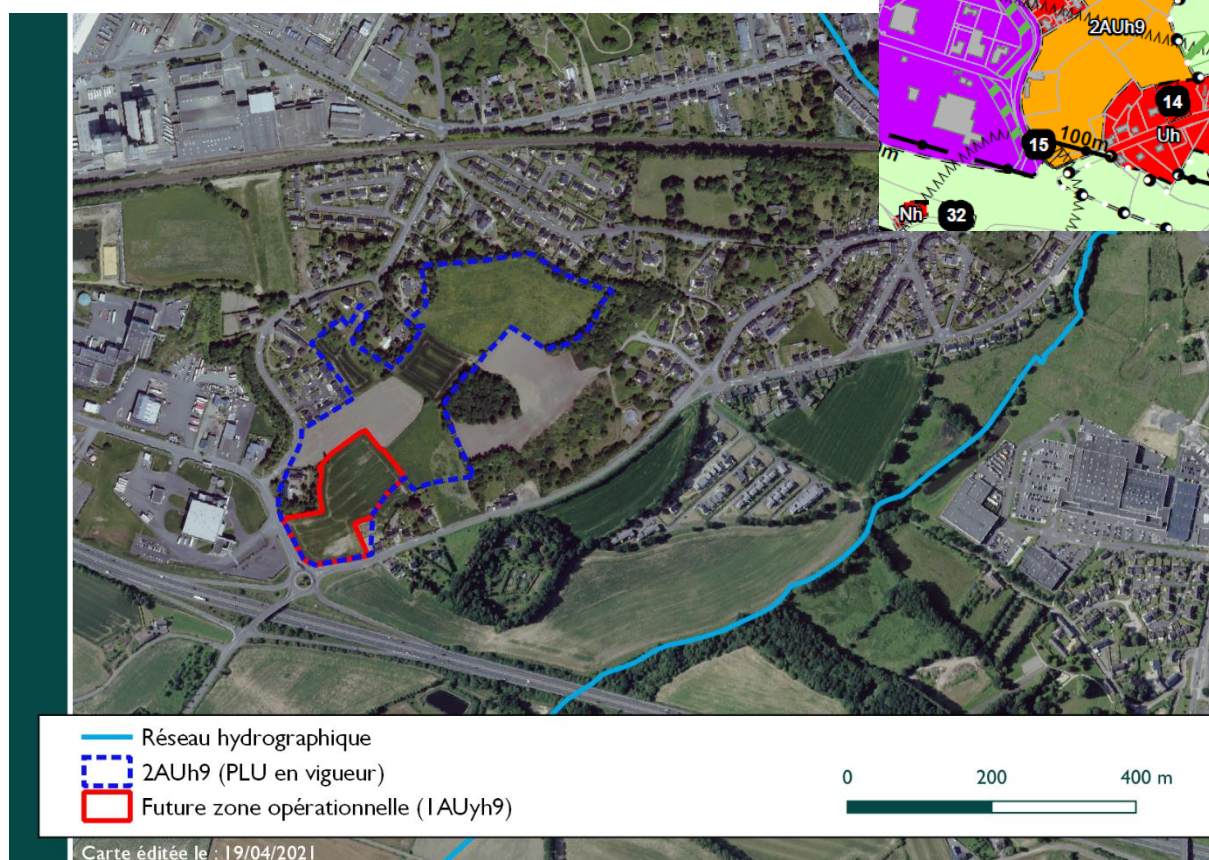 2AUh9
14
100m
15
Uh
m
Nh
32
Réseau hydrographique
2AUh9 (PLU en vigueur)
Future zone opérationnelle (1AUyh9)
0 200 400 m
Carte éditée le : 19/04/2021